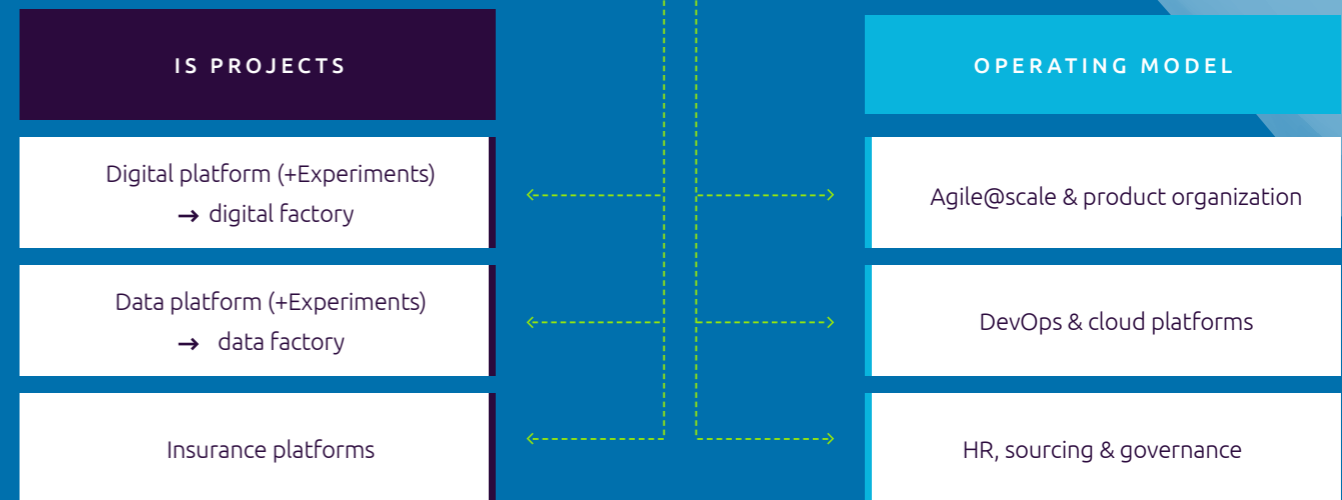 IS PROJECTS
Digital platform (+Experiments)
→ digital factory
Data platform (+Experiments)
→ data factory
Insurance platforms
OPERATING MODEL
Agile@scale & product organization
DevOps & cloud platforms
HR, sourcing & governance